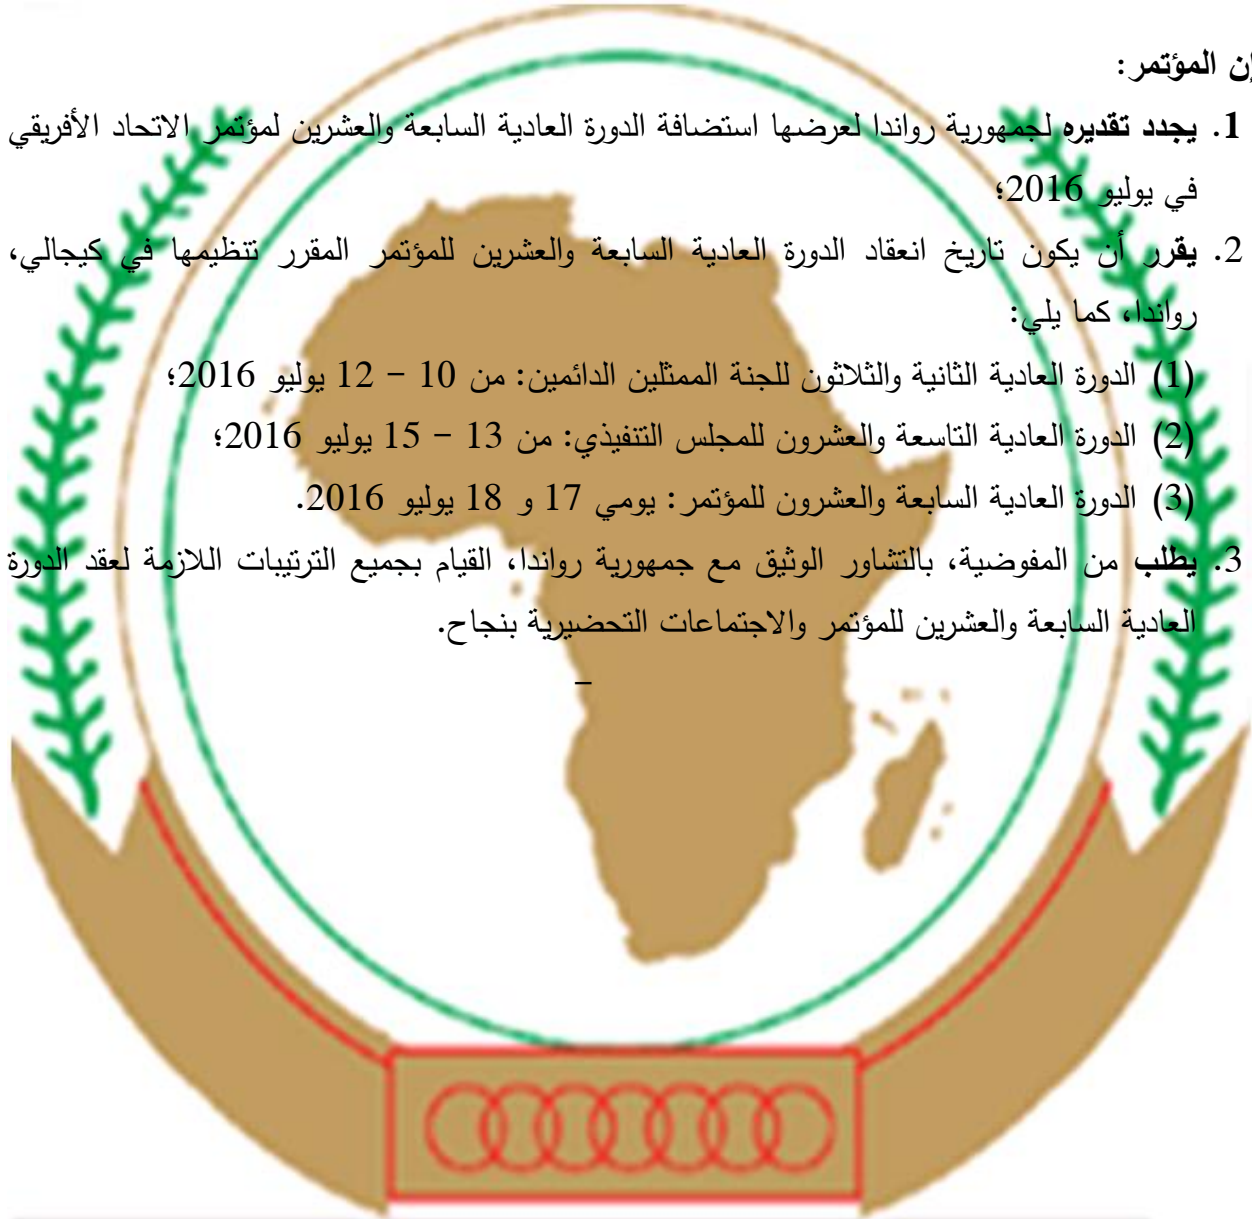 إن المؤتمر:
1. يجدد تقديره لجمهورية رواندا لعرضها استضافة الدورة العادية السابعة والعشرين لمؤتمر الاتحاد الأفريقي
في يوليو 2016؛
2. يقرر أن يكون تاريخ انعقاد الدورة العادية السابعة والعشرين للمؤتمر المقرر تنظيمها في كيجالي،
رواندا، كما يلي:
(1) الدورة العادية الثانية والثلاثون للجنة الممثلين الدائمين: من 10 – 12 يوليو 2016؛
(2) الدورة العادية التاسعة والعشرون للمجلس التنفيذي: من 13 – 15 يوليو 2016؛
(3) الدورة العادية السابعة والعشرون للمؤتمر: يومي 17 و 18 يوليو 2016.
3. يطلب من المفوضية، بالتشاور الوثيق مع جمهورية رواندا، القيام بجميع الترتيبات اللازمة لعقد الدورة
العادية السابعة والعشرين للمؤتمر والاجتماعات التحضيرية بنجاح.
–